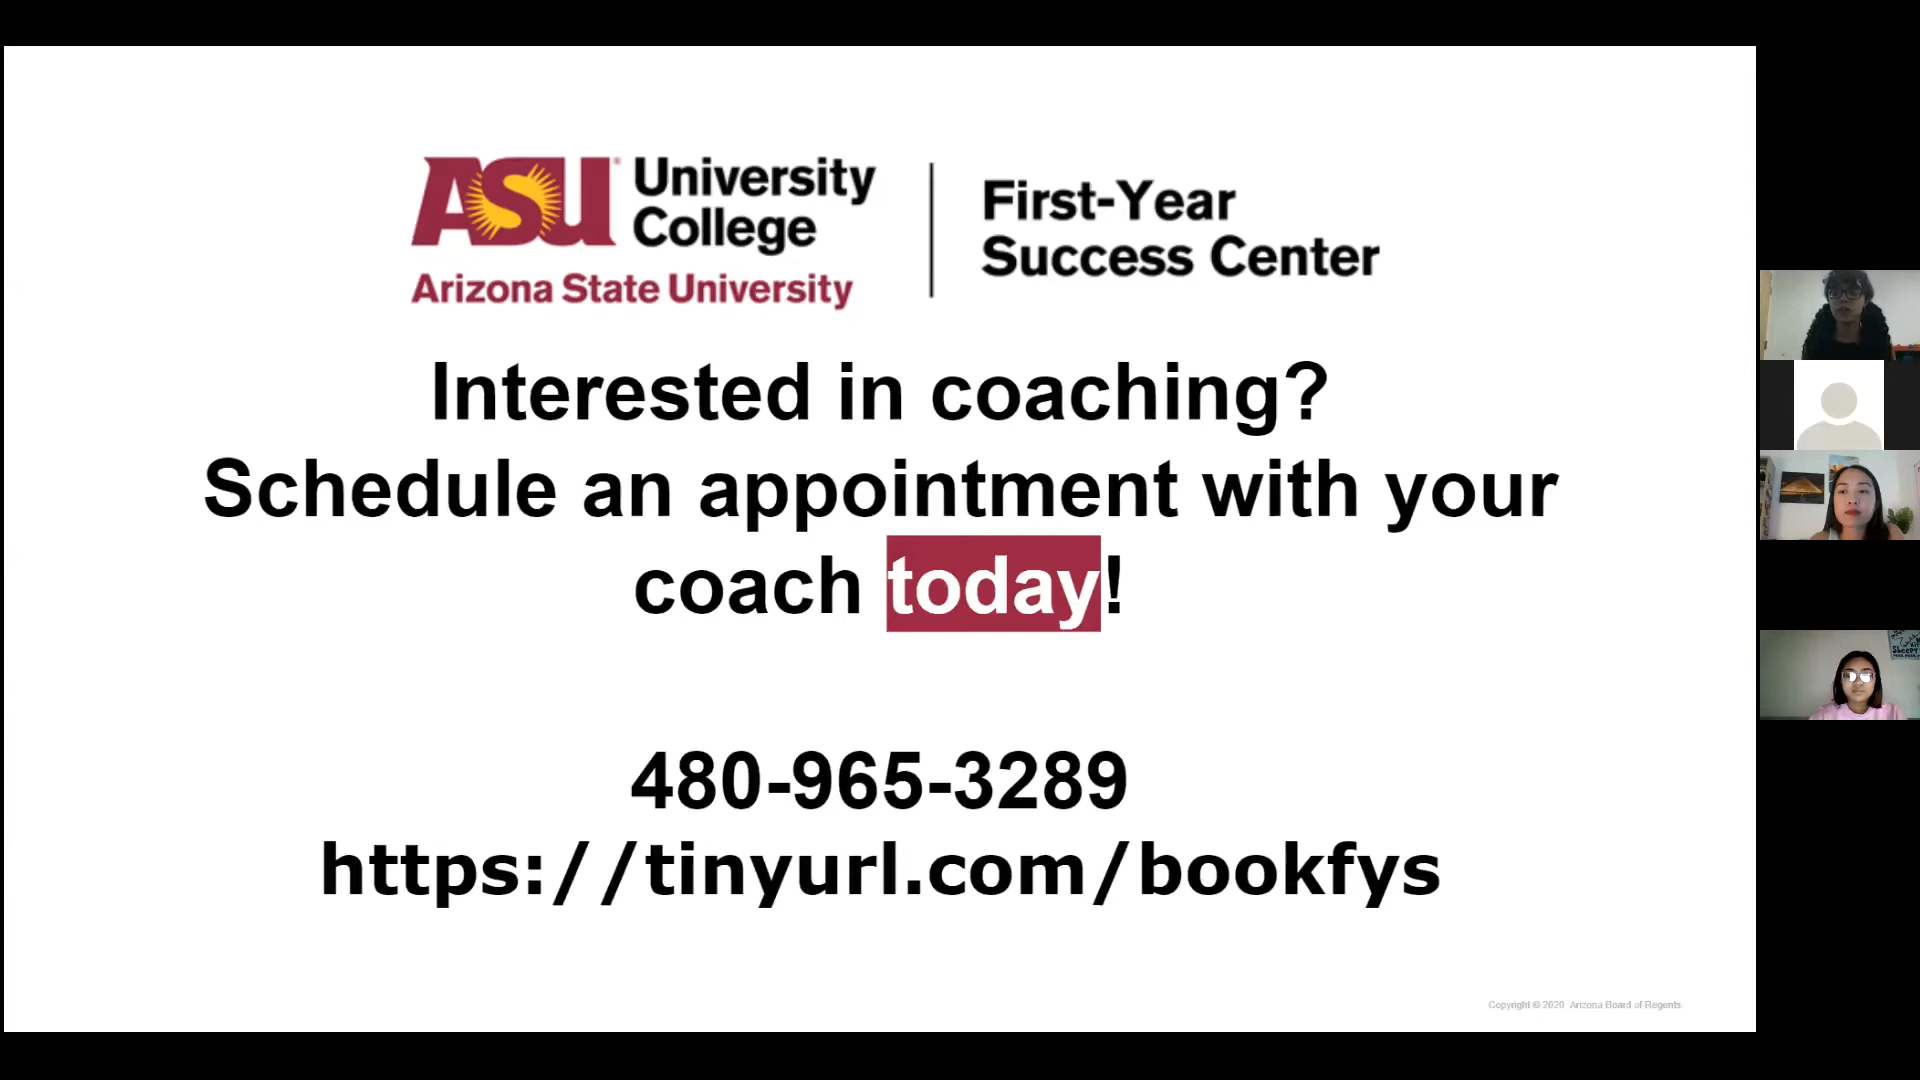 ASU University
College
Arizona State University
First-Year
Success Center
Interested in coaching?
Schedule an appointment with your
coach today!
480-965-3289
https://tinyurl.com/bookfys
Copyright © 2020 Arizona Board of Regents